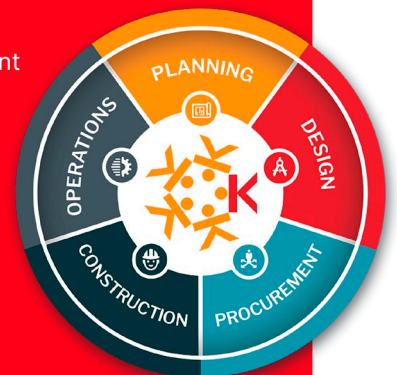 nt
PLANNING
DESIGN
PROCUREMENT
CONSTRUCTION
OPERATIONS
K